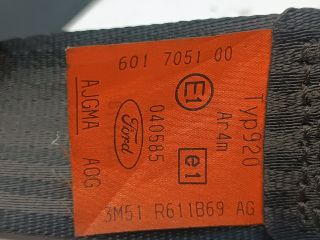 601 7051 00
AJGMA AOG
Ford
040585
E1
e1
Ar4m
TYP920
3M51 R611B69 AG